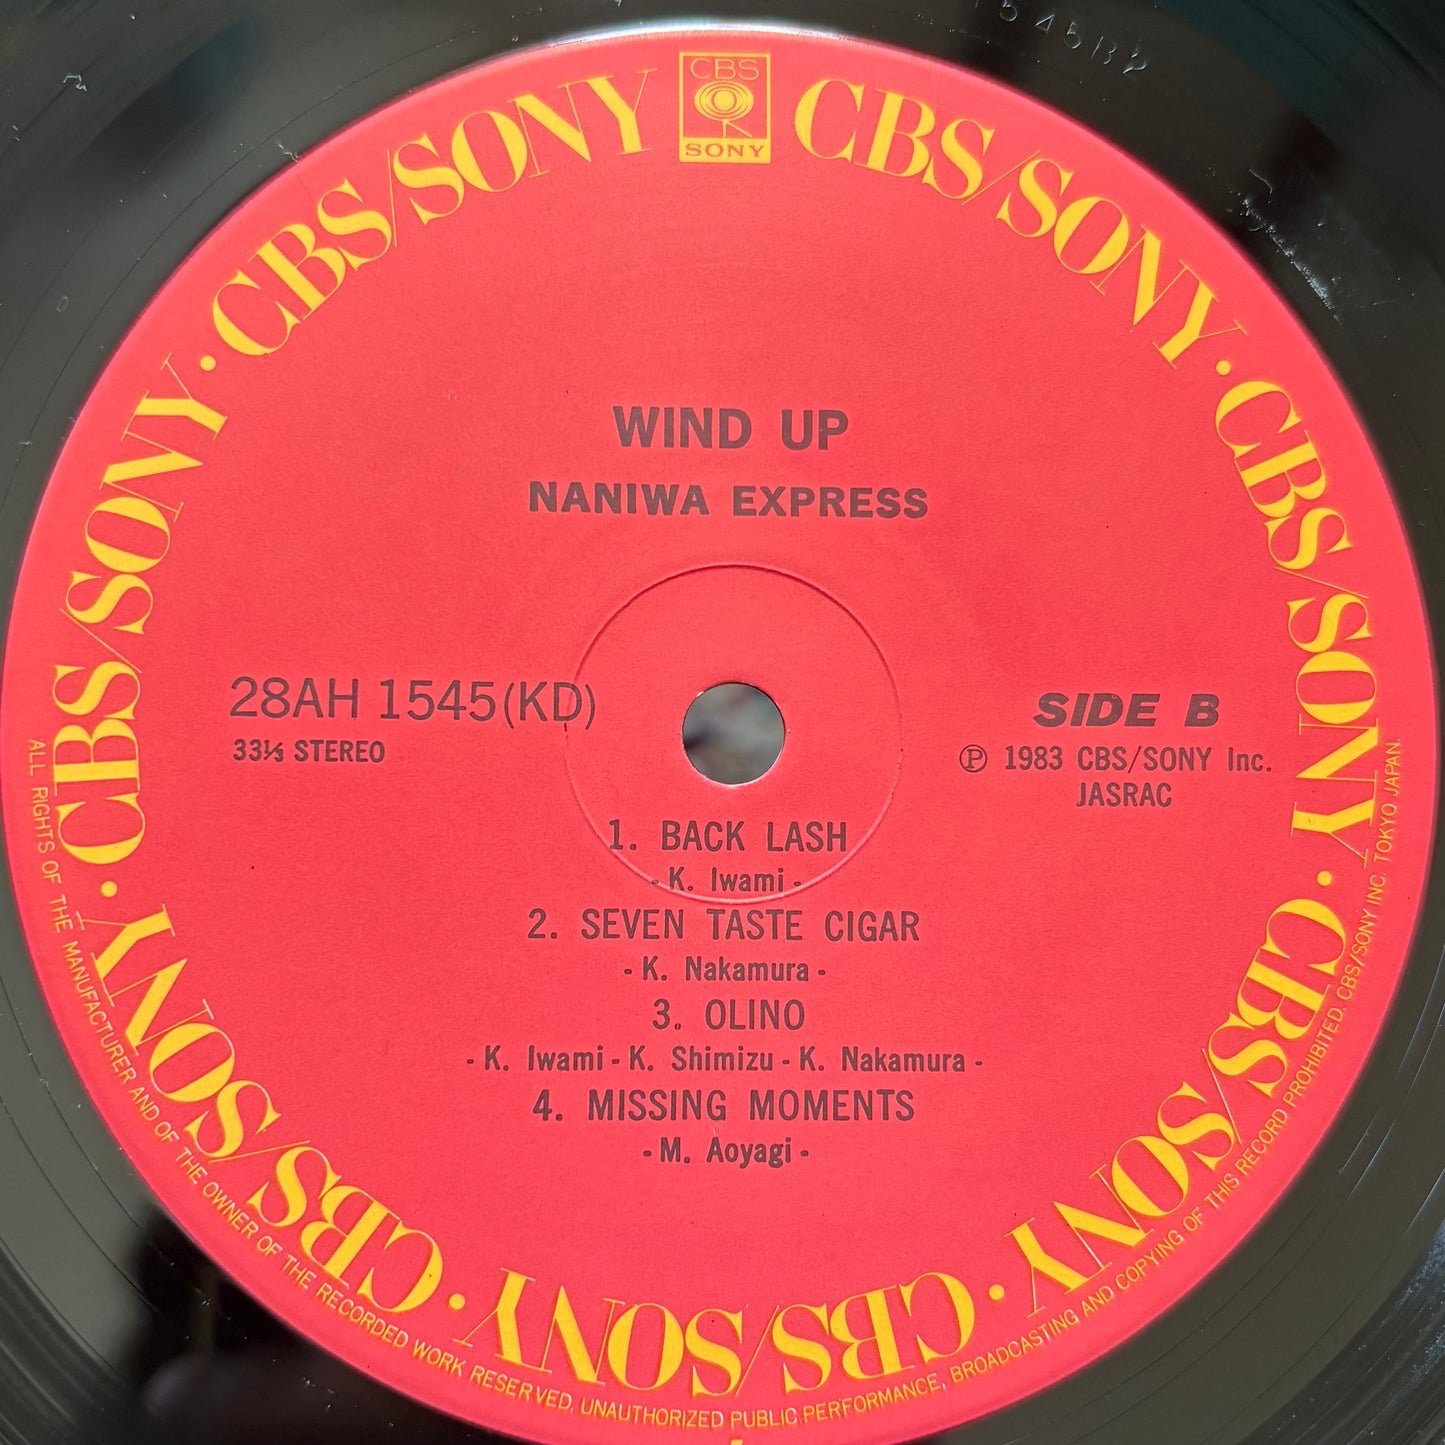 CBS
SONY
CBS/SONY · CBS/SONY · CBS/SONY · CBS/SONY · CBS/SONY · CBS/SONY · CBS/SONY · CBS/SONY
WIND UP
NANIWA EXPRESS
28AH 1545(KD)
33⅓ STEREO
SIDE B
Ⓟ 1983 CBS/SONY Inc.
JASRAC
1. BACK LASH
- K. Iwami -
2. SEVEN TASTE CIGAR
- K. Nakamura -
3. OLINO
- K. Iwami - K. Shimizu - K. Nakamura -
4. MISSING MOMENTS
- M. Aoyagi -
ALL RIGHTS OF THE MANUFACTURER AND OF THE OWNER OF THE RECORDED WORK RESERVED. UNAUTHORIZED PUBLIC PERFORMANCE, BROADCASTING AND COPYING OF THIS RECORD PROHIBITED. CBS/SONY INC. TOKYO JAPAN.